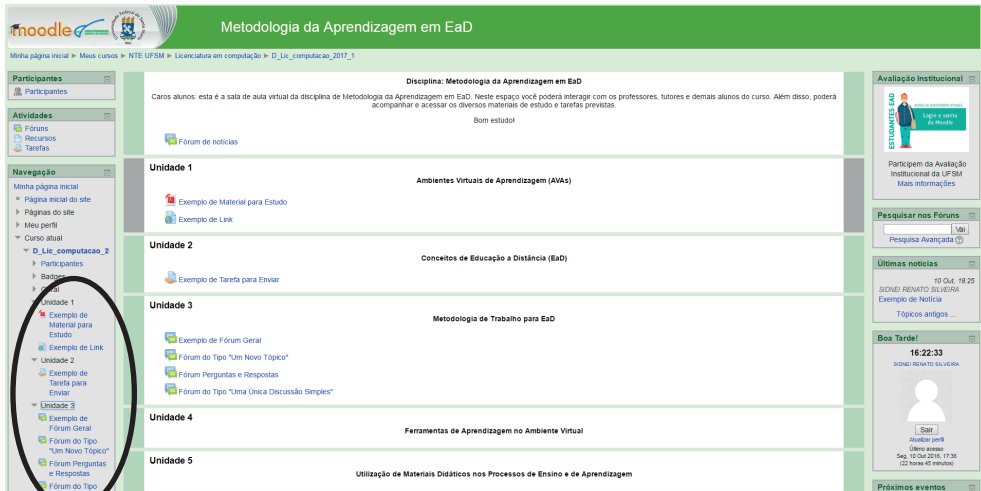 moodle
Metodologia da Aprendizagem em EaD
Minha página inicial ► Meus cursos ► NTE UFSM ► Licenciatura em computação ► D_Lic_computacao_2017_1
Participantes
Participantes
Atividades
Fóruns
Recursos
Tarefas
Navegação
Minha página inicial
Página inicial do site
Páginas do site
Meu perfil
Curso atual
D_Lic_computacao_2
Participantes
Badges
Geral
Unidade 1
Exemplo de
Material para
Estudo
Exemplo de Link
Unidade 2
Exemplo de
Tarefa para
Enviar
Unidade 3
Exemplo de
Fórum Geral
Fórum do Tipo
"Um Novo Tópico"
Fórum Perguntas
e Respostas
Fórum do Tipo
Disciplina: Metodologia da Aprendizagem em EaD
Caros alunos: esta é a sala de aula virtual da disciplina de Metodologia da Aprendizagem em EaD. Neste espaço você poderá interagir com os professores, tutores e demais alunos do curso. Além disso, poderá
acompanhar e acessar os diversos materiais de estudo e tarefas previstas.
Bom estudo!
Fórum de notícias
Unidade 1
Ambientes Virtuais de Aprendizagem (AVAs)
Exemplo de Material para Estudo
Exemplo de Link
Unidade 2
Conceitos de Educação a Distância (EaD)
Exemplo de Tarefa para Enviar
Unidade 3
Metodologia de Trabalho para EaD
Exemplo de Fórum Geral
Fórum do Tipo "Um Novo Tópico"
Fórum Perguntas e Respostas
Fórum do Tipo "Uma Única Discussão Simples"
Unidade 4
Ferramentas de Aprendizagem no Ambiente Virtual
Unidade 5
Utilização de Materiais Didáticos nos Processos de Ensino e de Aprendizagem
Avaliação Institucional
ESTUDANTES EAD
Login e senha
do Moodle
Participem da Avaliação
Institucional da UFSM
Mais informações
Pesquisar nos Fóruns
Vai
Pesquisa Avançada
Últimas notícias
10 Out, 18:25
SIDNEI RENATO SILVEIRA
Exemplo de Notícia
Tópicos antigos ...
Boa Tarde!
16:22:33
SIDNEI RENATO SILVEIRA
Sair
Atualizar perfil
Último acesso
Seg, 10 Out 2016, 17:36
(22 horas 45 minutos)
Próximos eventos